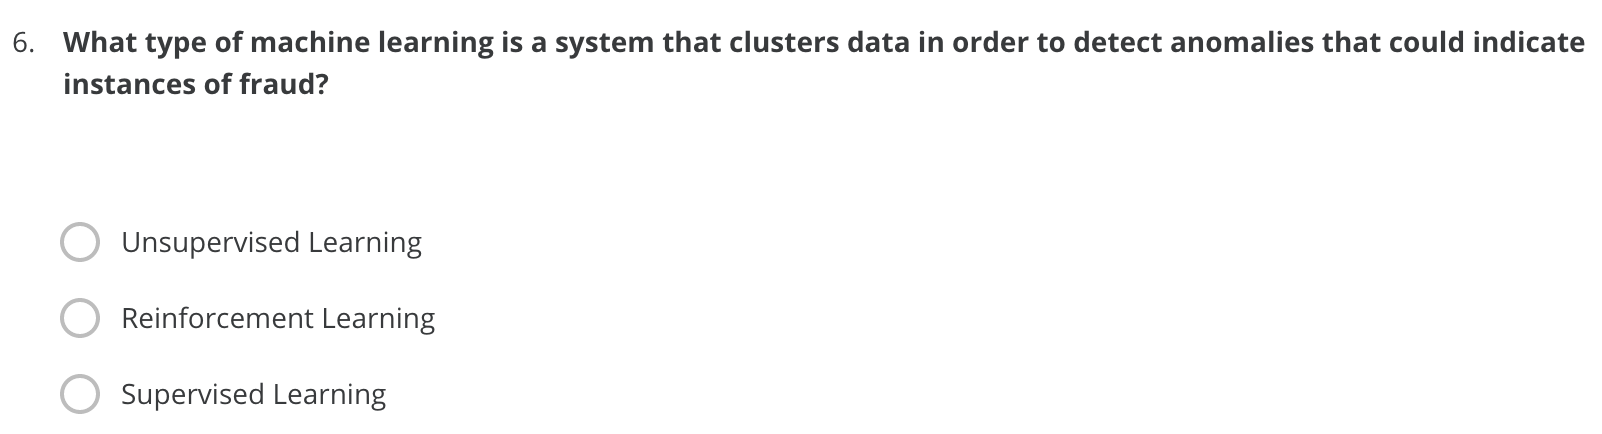 6. What type of machine learning is a system that clusters data in order to detect anomalies that could indicate
instances of fraud?
Unsupervised Learning
Reinforcement Learning
Supervised Learning